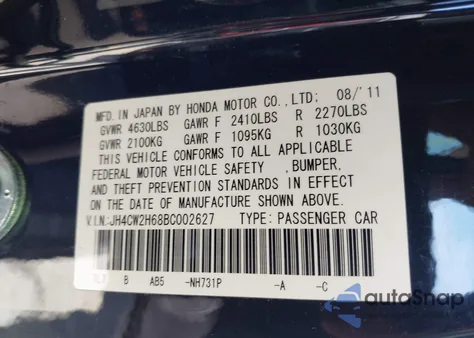 MFD. IN JAPAN BY HONDA MOTOR CO.,LTD: 08/'11
GVWR 4630LBS GAWR F 2410LBS R 2270LBS
GVWR 2100KG GAWR F 1095KG R 1030KG
THIS VEHICLE CONFORMS TO ALL APPLICABLE
FEDERAL MOTOR VEHICLE SAFETY ,BUMPER,
AND THEFT PREVENTION STANDARDS IN EFFECT
ON THE DATE OF MANUFACTURE SHOWN ABOVE.
V.I.N.:JH4CW2H68BC002627 TYPE: PASSENGER CAR
B AB5 -NH731P -A -C
autoSnap